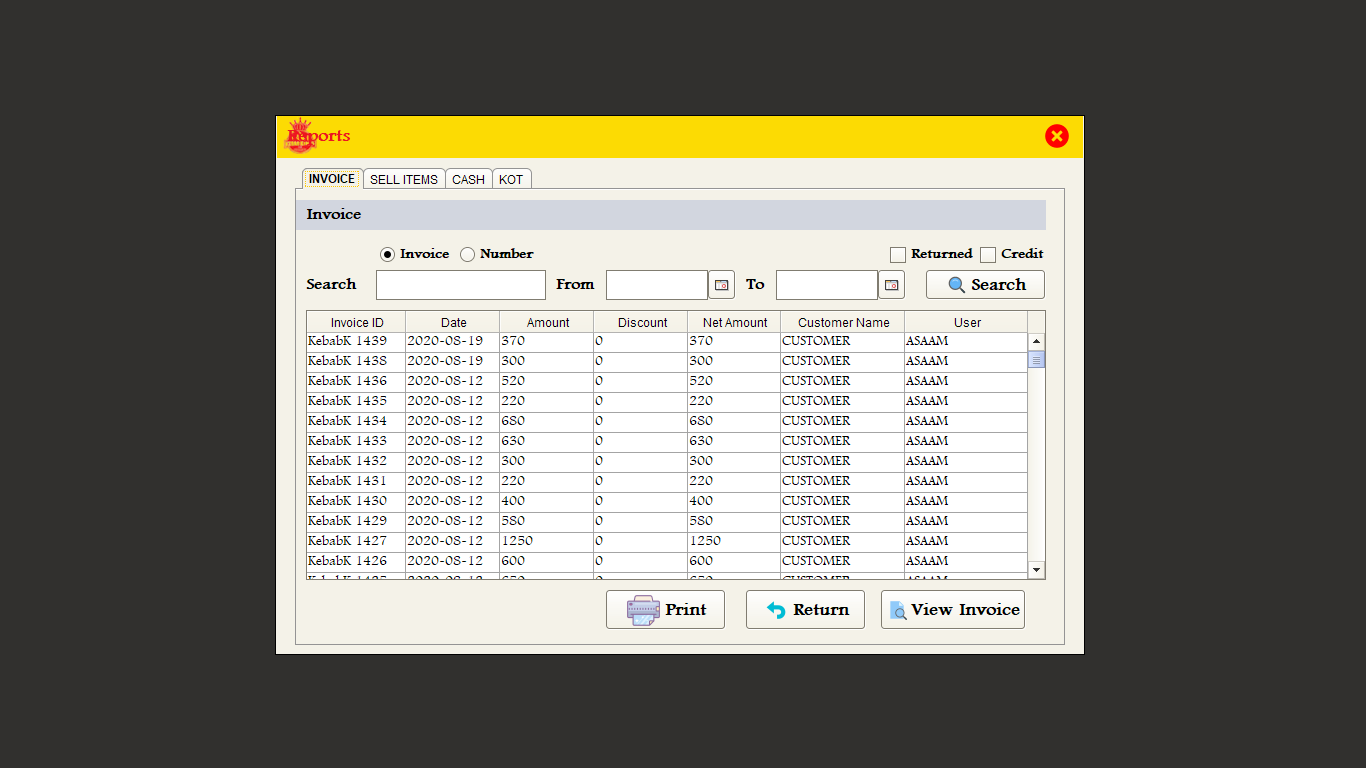 Reports
INVOICE SELL ITEMS CASH KOT
Invoice
Invoice Number Returned Credit
Search From To Search
Invoice ID Date Amount Discount Net Amount Customer Name User
KebabK 1439 2020-08-19 370 0 370 CUSTOMER ASAAM
KebabK 1438 2020-08-19 300 0 300 CUSTOMER ASAAM
KebabK 1436 2020-08-12 520 0 520 CUSTOMER ASAAM
KebabK 1435 2020-08-12 220 0 220 CUSTOMER ASAAM
KebabK 1434 2020-08-12 680 0 680 CUSTOMER ASAAM
KebabK 1433 2020-08-12 630 0 630 CUSTOMER ASAAM
KebabK 1432 2020-08-12 300 0 300 CUSTOMER ASAAM
KebabK 1431 2020-08-12 220 0 220 CUSTOMER ASAAM
KebabK 1430 2020-08-12 400 0 400 CUSTOMER ASAAM
KebabK 1429 2020-08-12 580 0 580 CUSTOMER ASAAM
KebabK 1427 2020-08-12 1250 0 1250 CUSTOMER ASAAM
KebabK 1426 2020-08-12 600 0 600 CUSTOMER ASAAM
Print Return View Invoice